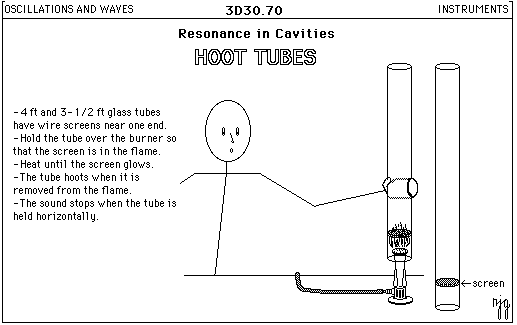 OSCILLATIONS AND WAVES 3D30.70 INSTRUMENTS
Resonance in Cavities
HOOT TUBES
- 4 ft and 3- 1/2 ft glass tubes
have wire screens near one end.
-Hold the tube over the burner so
that the screen is in the flame.
-Heat until the screen glows.
-The tube hoots when it is
removed from the flame.
-The sound stops when the tube is
held horizontally.
screen